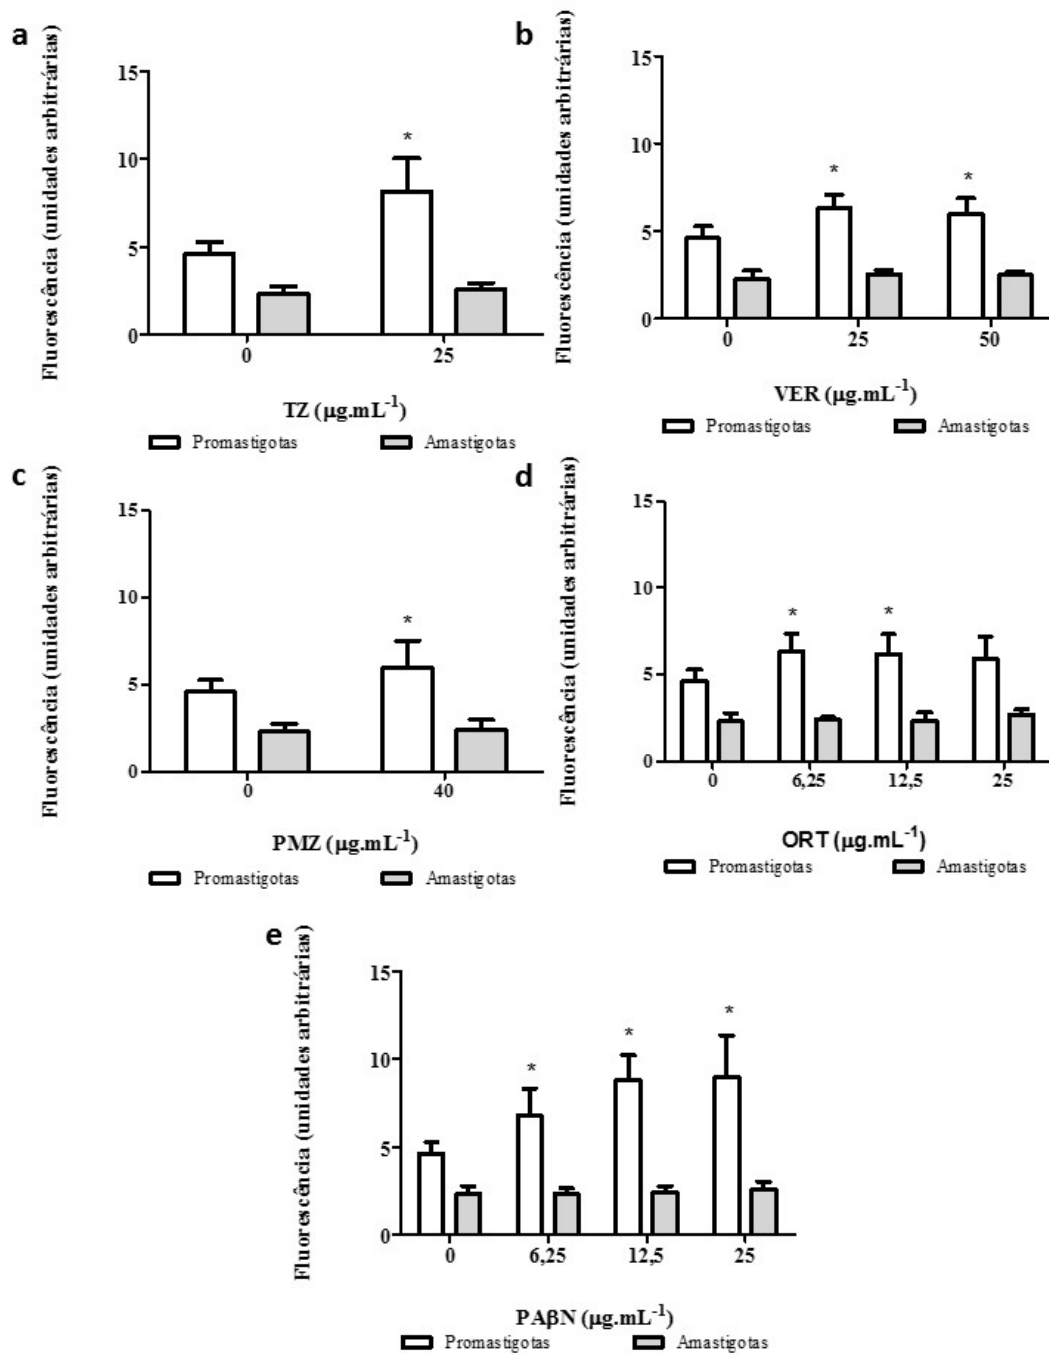 a
Fluorescência (unidades arbitrárias)
15
*
10
5
0
0 25
TZ (µg.mL⁻¹)
Promastigotas Amastigotas
b
Fluorescência (unidades arbitrárias)
15
10
* *
5
0
0 25 50
VER (µg.mL⁻¹)
Promastigotas Amastigotas
c
Fluorescência (unidades arbitrárias)
15
10
*
5
0
0 40
PMZ (µg.mL⁻¹)
Promastigotas Amastigotas
d
Fluorescência (unidades arbitrárias)
15
10
* *
5
0
0 6,25 12,5 25
ORT (µg.mL⁻¹)
Promastigotas Amastigotas
e
Fluorescência (unidades arbitrárias)
15
* * *
10
5
0
0 6,25 12,5 25
PAβN (µg.mL⁻¹)
Promastigotas Amastigotas